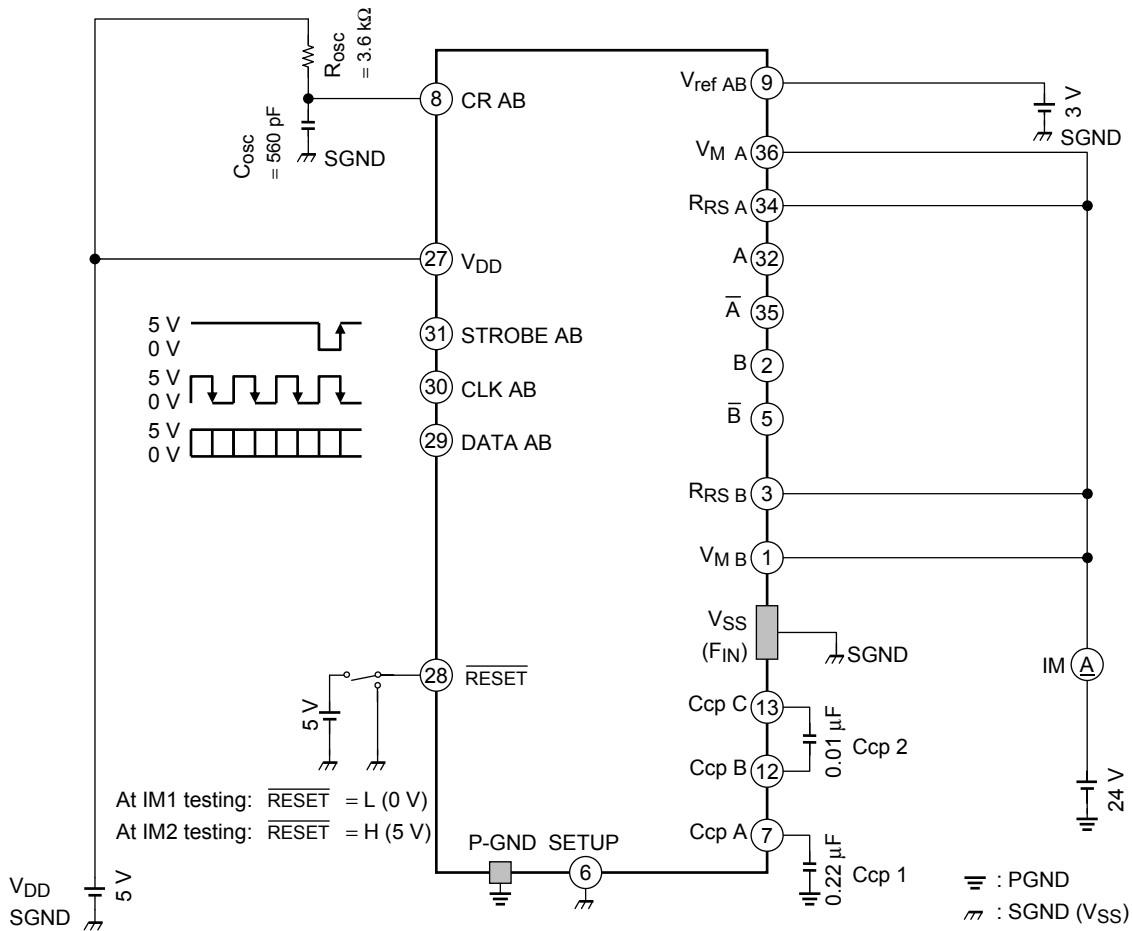 Rosc
= 3.6 kΩ
Cosc
= 560 pF
SGND
8
CR AB
27
VDD
5 V
0 V
31
STROBE AB
5 V
0 V
30
CLK AB
5 V
0 V
29
DATA AB
28
RESET
5 V
At IM1 testing: RESET = L (0 V)
At IM2 testing: RESET = H (5 V)
VDD
5 V
SGND
P-GND
SETUP
6
Vref AB
9
3 V
SGND
VM A
36
RRS A
34
A
32
A
35
B
2
B
5
RRS B
3
VM B
1
VSS
(FIN)
SGND
IM
A
Ccp C
13
0.01 μF
Ccp 2
Ccp B
12
24 V
Ccp A
7
0.22 μF
Ccp 1
: PGND
: SGND (VSS)